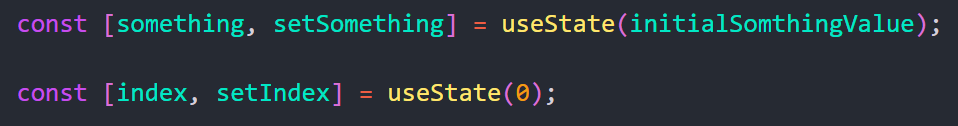 const [something, setSomething] = useState(initialSomthingValue);
const [index, setIndex] = useState(0);